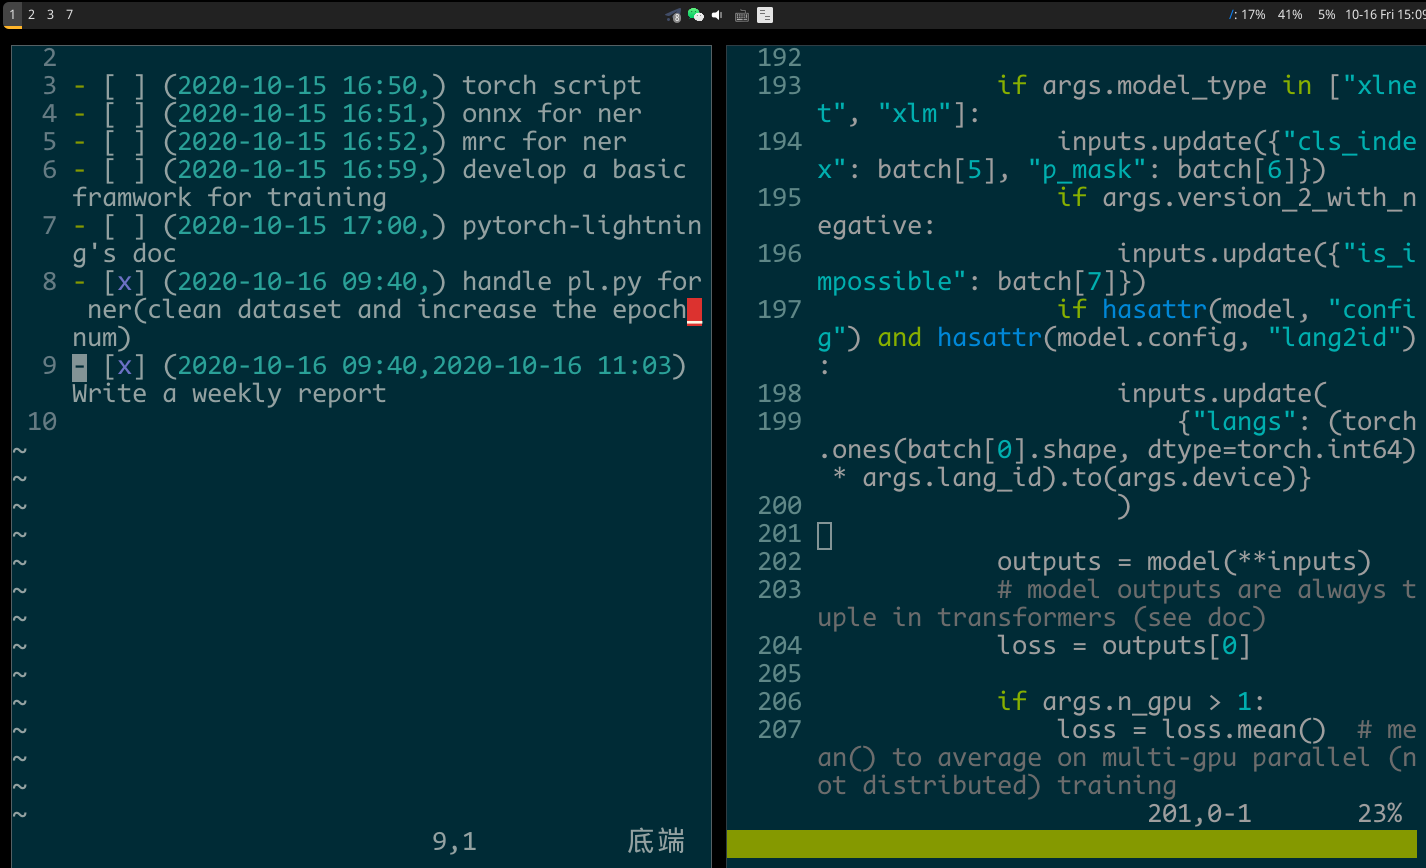 1 2 3 7
/: 17% 41% 5% 10-16 Fri 15:09
2
3 - [ ] (2020-10-15 16:50,) torch script
4 - [ ] (2020-10-15 16:51,) onnx for ner
5 - [ ] (2020-10-15 16:52,) mrc for ner
6 - [ ] (2020-10-15 16:59,) develop a basic
framwork for training
7 - [ ] (2020-10-15 17:00,) pytorch-lightnin
g's doc
8 - [x] (2020-10-16 09:40,) handle pl.py for
ner(clean dataset and increase the epoch
num)
9 - [x] (2020-10-16 09:40,2020-10-16 11:03)
Write a weekly report
10
~
~
~
~
~
~
~
~
~
~
~
~
~
~
9,1 底端
192
193 if args.model_type in ["xlne
t", "xlm"]:
194 inputs.update({"cls_inde
x": batch[5], "p_mask": batch[6]})
195 if args.version_2_with_n
egative:
196 inputs.update({"is_i
mpossible": batch[7]})
197 if hasattr(model, "confi
g") and hasattr(model.config, "lang2id")
:
198 inputs.update(
199 {"langs": (torch
.ones(batch[0].shape, dtype=torch.int64)
* args.lang_id).to(args.device)}
200 )
201
202 outputs = model(**inputs)
203 # model outputs are always t
uple in transformers (see doc)
204 loss = outputs[0]
205
206 if args.n_gpu > 1:
207 loss = loss.mean() # me
an() to average on multi-gpu parallel (n
ot distributed) training
201,0-1 23%